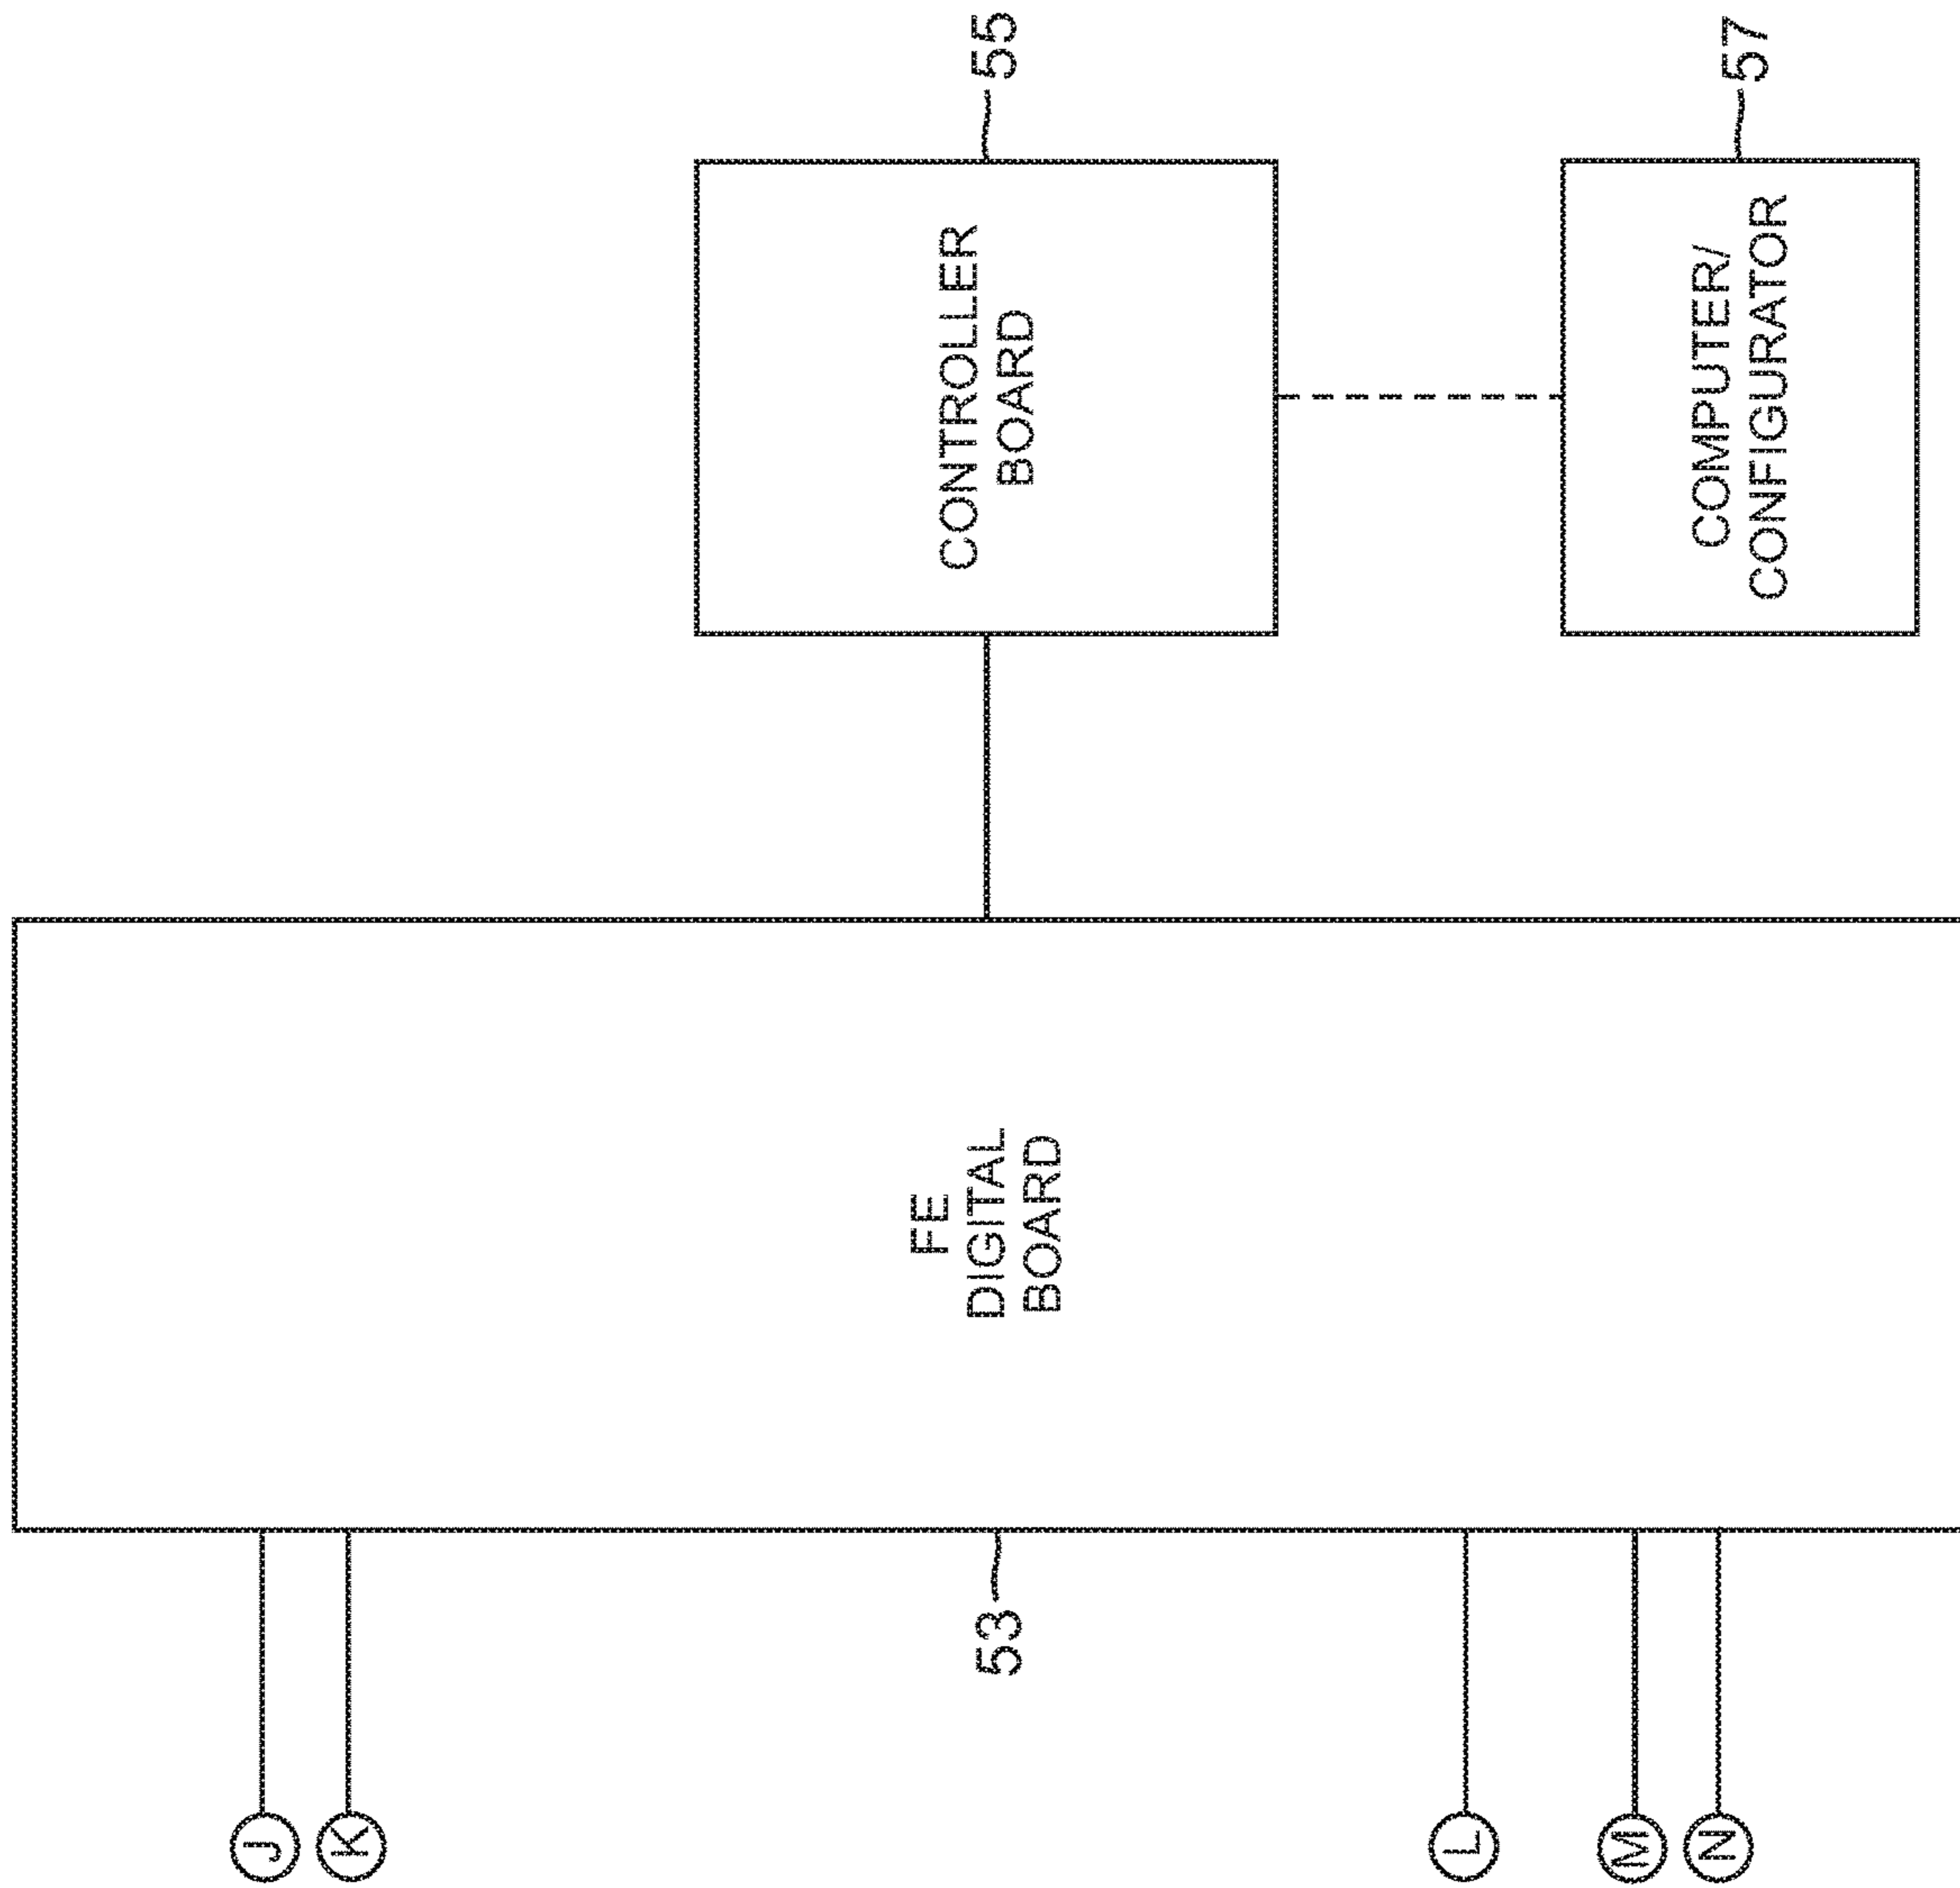 J
K
L
M
N
53
FE
DIGITAL
BOARD
CONTROLLER
BOARD
55
COMPUTER/
CONFIGURATOR
57